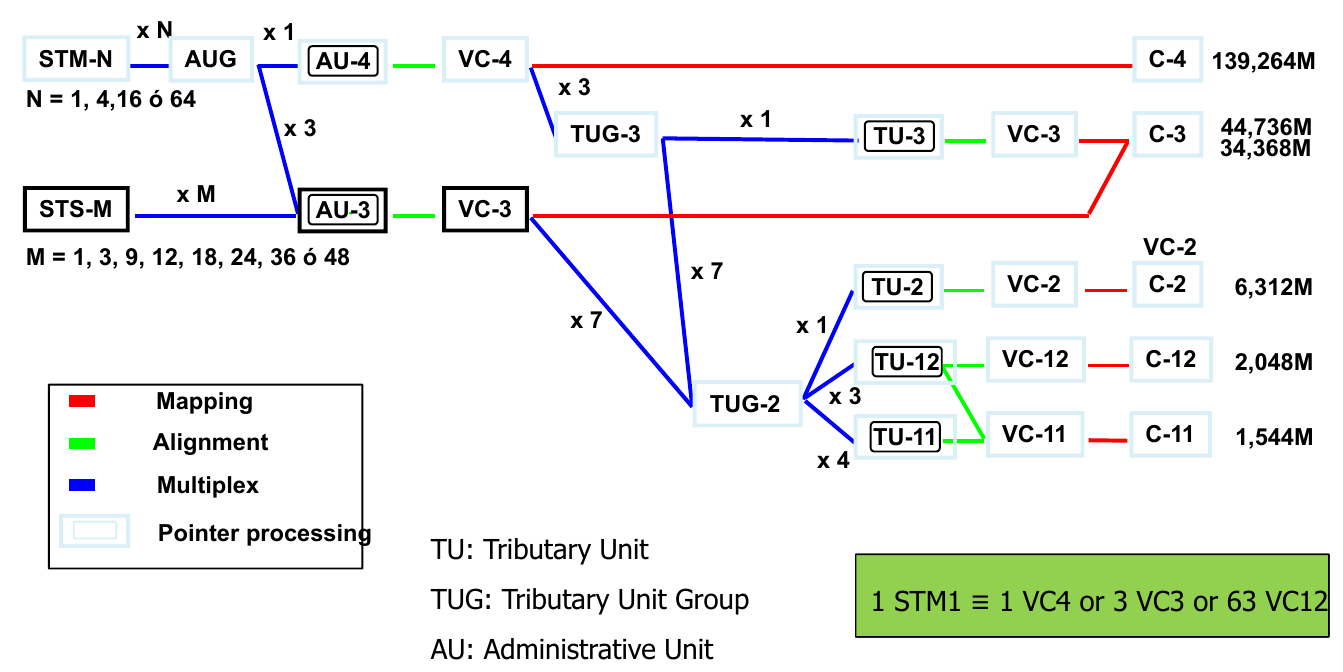 x N
x 1
STM-N
AUG
AU-4
VC-4
C-4
139,264M
x 3
N = 1, 4,16 ó 64
x 3
TUG-3
x 1
TU-3
VC-3
C-3
44,736M
34,368M
x M
STS-M
AU-3
VC-3
M = 1, 3, 9, 12, 18, 24, 36 ó 48
VC-2
x 7
TU-2
VC-2
C-2
6,312M
x 7
x 1
TU-12
VC-12
C-12
2,048M
x 3
TUG-2
TU-11
VC-11
C-11
1,544M
x 4
Mapping
Alignment
Multiplex
Pointer processing
TU: Tributary Unit
TUG: Tributary Unit Group
AU: Administrative Unit
1 STM1 ≡ 1 VC4 or 3 VC3 or 63 VC12